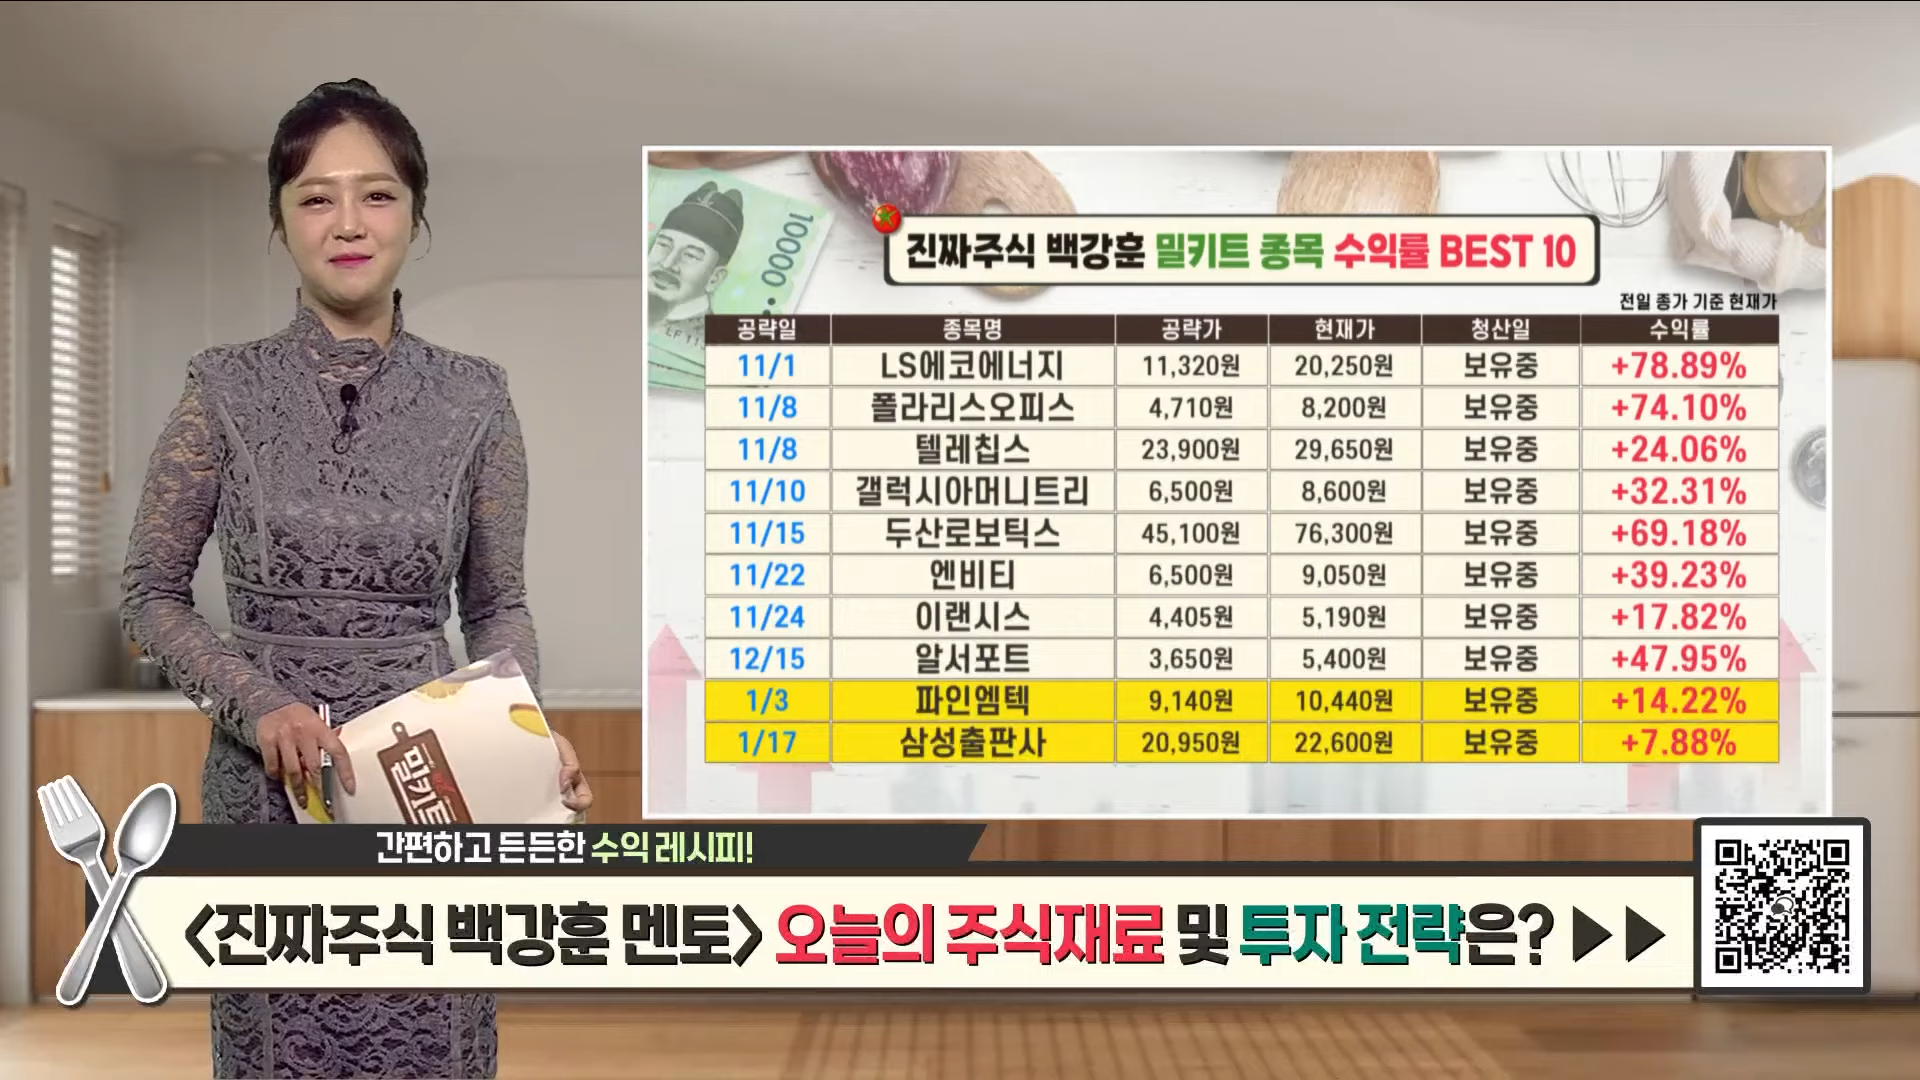 10000
진짜주식 백강훈 밀키트 종목 수익률 BEST 10
전일 종가 기준 현재가
공략일 종목명 공략가 현재가 청산일 수익률
11/1 LS에코에너지 11,320원 20,250원 보유중 +78.89%
11/8 폴라리스오피스 4,710원 8,200원 보유중 +74.10%
11/8 텔레칩스 23,900원 29,650원 보유중 +24.06%
11/10 갤럭시아머니트리 6,500원 8,600원 보유중 +32.31%
11/15 두산로보틱스 45,100원 76,300원 보유중 +69.18%
11/22 엔비티 6,500원 9,050원 보유중 +39.23%
11/24 이랜시스 4,405원 5,190원 보유중 +17.82%
12/15 알서포트 3,650원 5,400원 보유중 +47.95%
1/3 파인엠텍 9,140원 10,440원 보유중 +14.22%
1/17 삼성출판사 20,950원 22,600원 보유중 +7.88%
밀키트
간편하고 든든한 수익 레시피!
<진짜주식 백강훈 멘토> 오늘의 주식재료 및 투자 전략은? ▶▶